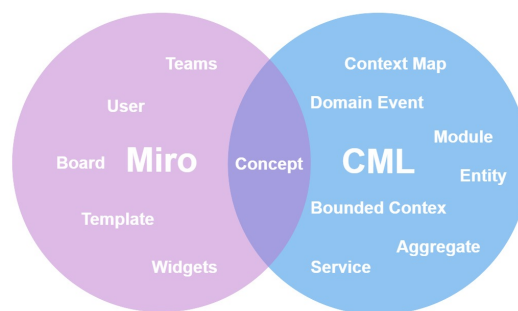 Teams
User
Board
Miro
Template
Widgets
Concept
Context Map
Domain Event
Module
CML
Entity
Bounded Contex
Aggregate
Service